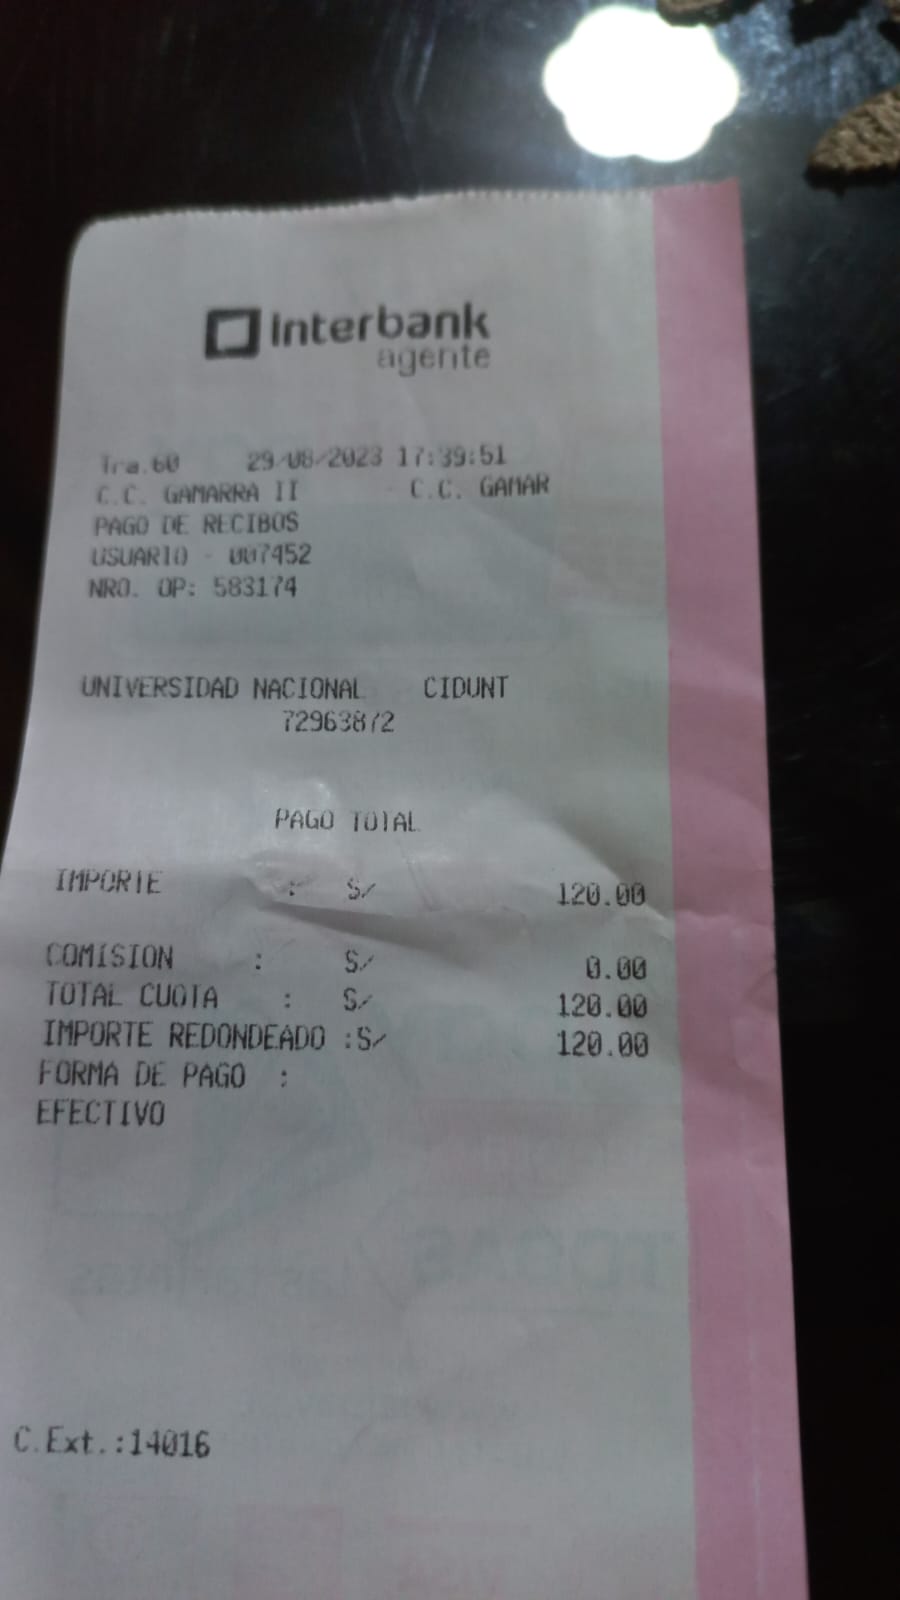 Interbank
agente
Tra.60 29/08/2023 17:39:51
C.C. GAMARRA II C.C. GAMAR
PAGO DE RECIBOS
USUARIO - 007452
NRO. OP: 583174
UNIVERSIDAD NACIONAL CIDUNT
72963872
PAGO TOTAL
IMPORTE : S/ 120.00
COMISION : S/ 0.00
TOTAL CUOTA : S/ 120.00
IMPORTE REDONDEADO :S/ 120.00
FORMA DE PAGO :
EFECTIVO
C.Ext.:14016